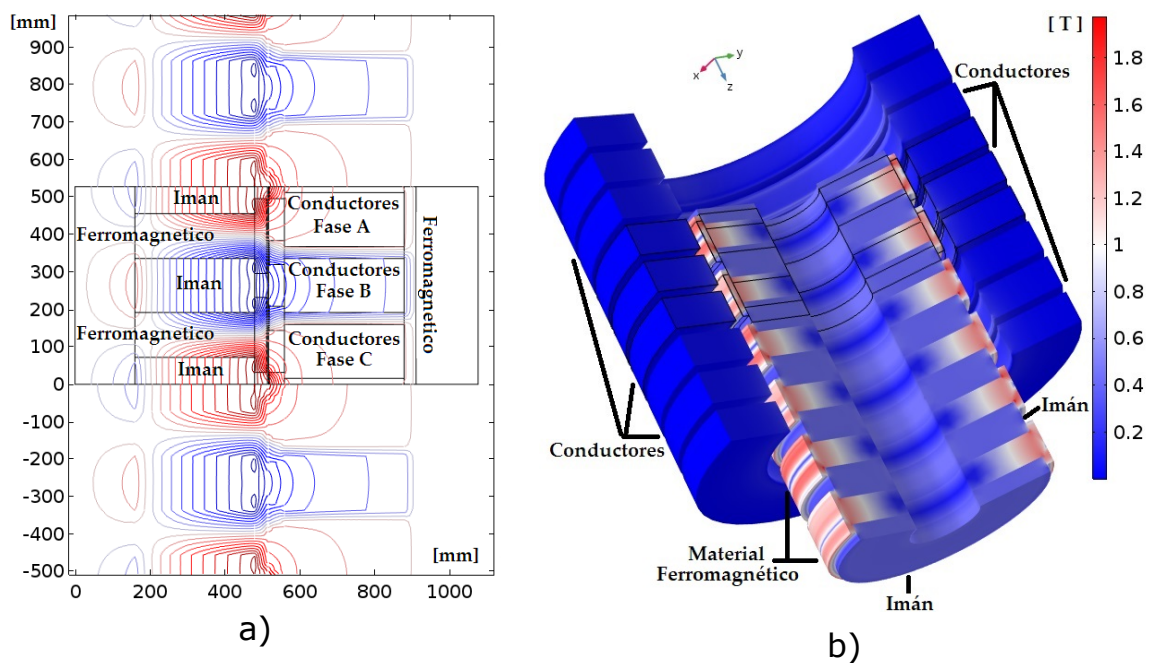 [mm]
900
800
700
600
500
400
300
200
100
0
-100
-200
-300
-400
-500
0
200
400
600
800
1000
[mm]
Iman
Conductores
Fase A
Ferromagnetico
Iman
Conductores
Fase B
Ferromagnetico
Conductores
Fase C
Iman
Ferromagnetico
a)
[ T ]
y
x
z
Conductores
1.8
1.6
1.4
1.2
1
0.8
0.6
0.4
0.2
Imán
Conductores
Material
Ferromagnético
Imán
b)